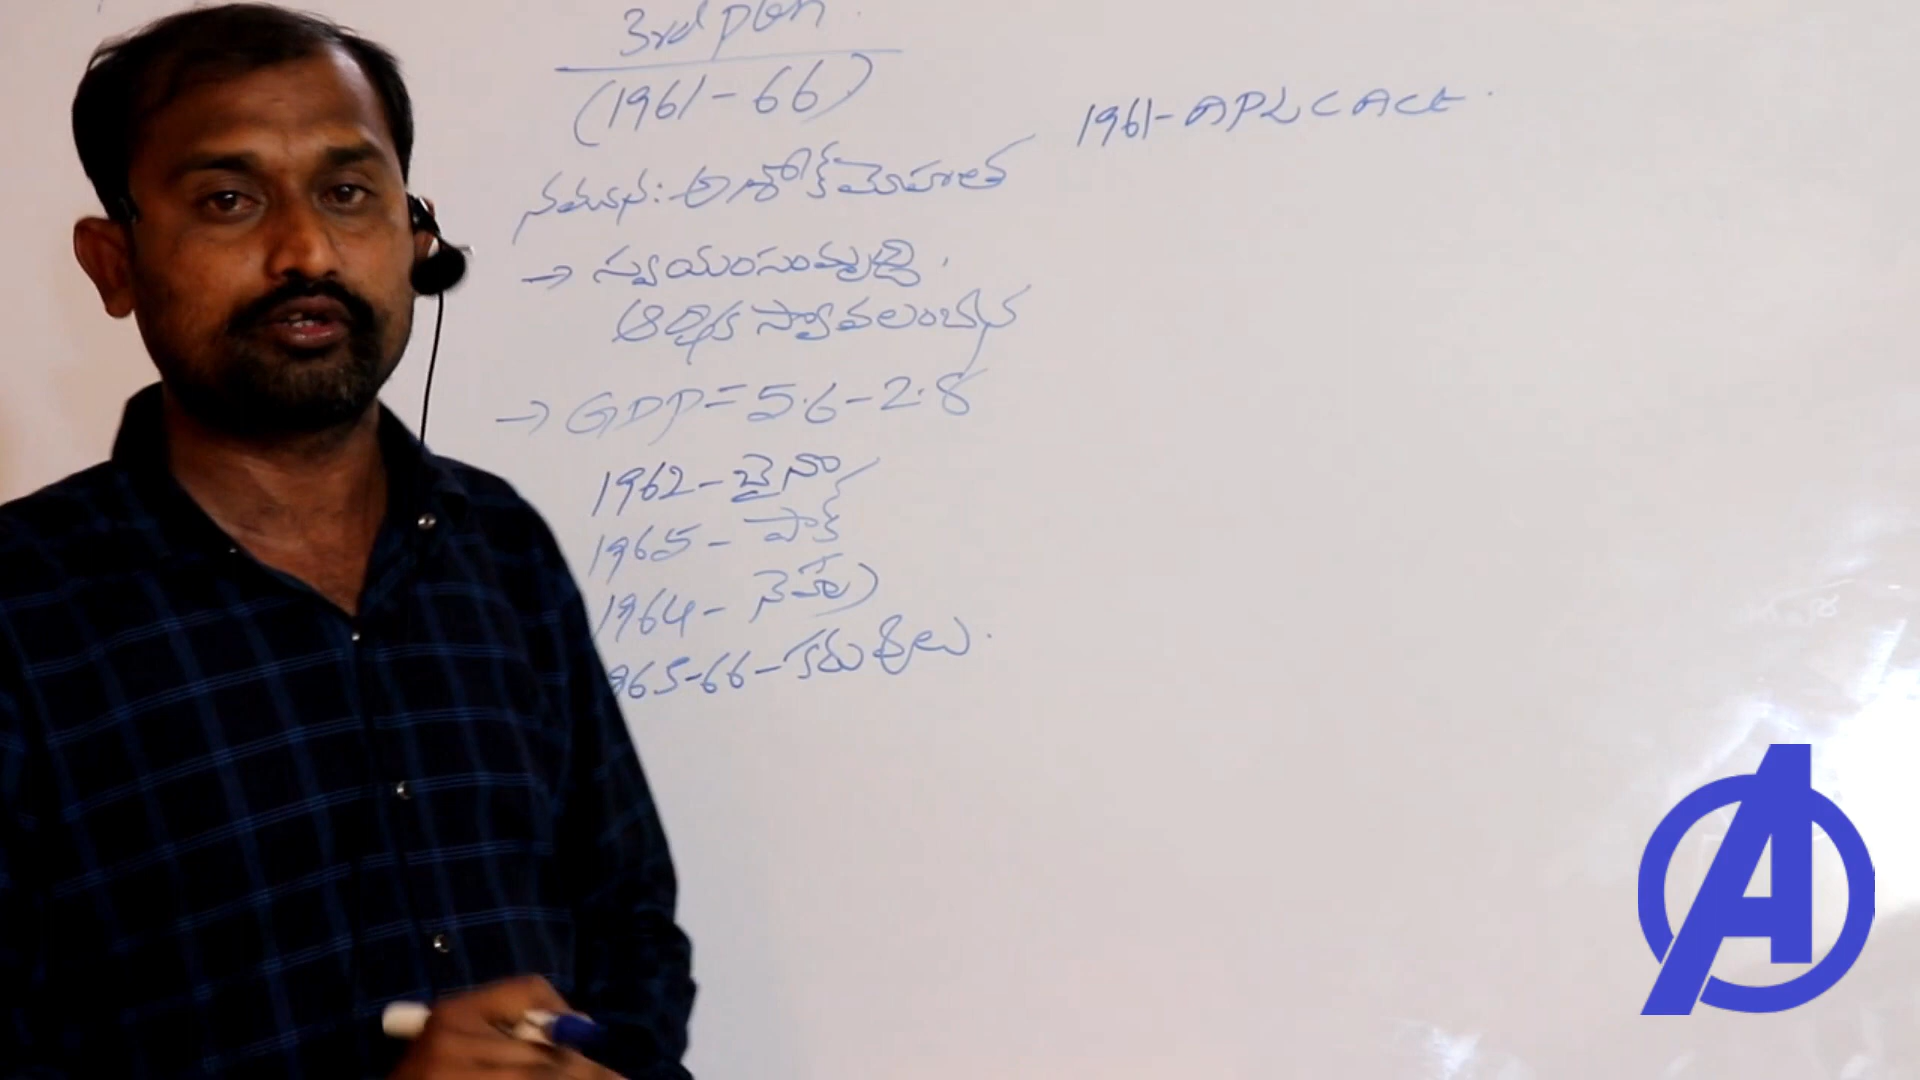 3rd plan.
(1961-66)
నమూన: అశోక్ మెహతా
→ స్వయంసమృద్ధి,
ఆర్థిక స్వావలంబన
→ GDP = 5.6 - 2.8
1962 - చైనా
1965 - పాక్
1964 - నెహ్రూ
1965-66 - కరువులు.
1961 - APLC Act.